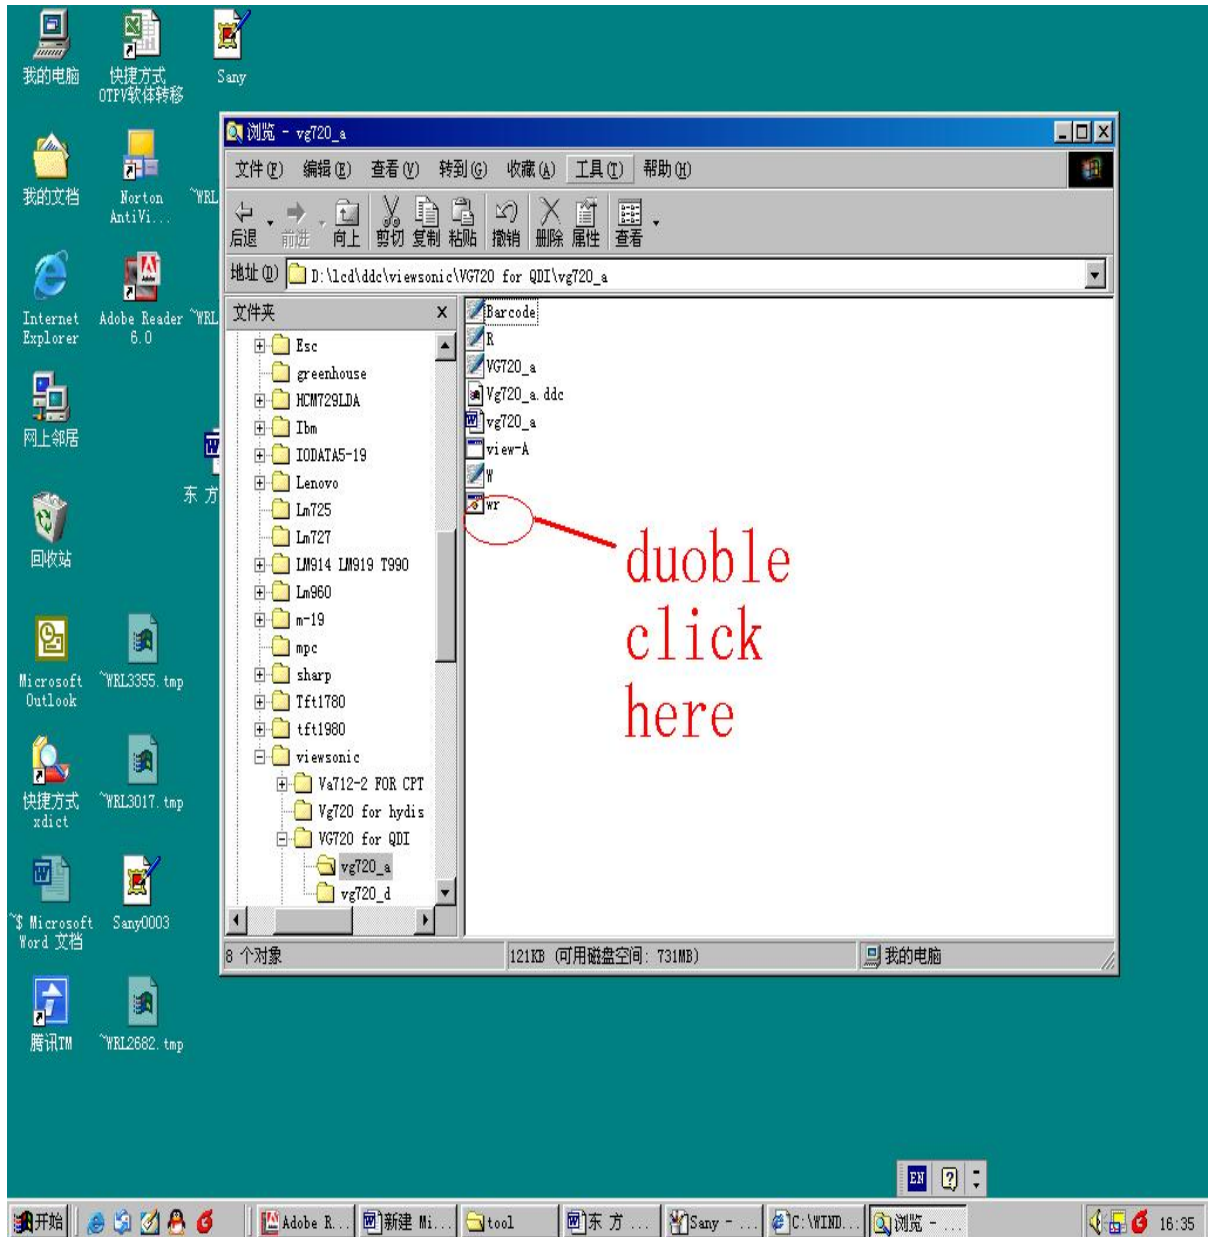 我的电脑
快捷方式
OTPV软体转移
Sany
我的文档
Norton
AntiVi...
~WRL
Internet
Explorer
Adobe Reader
6.0
~WRL
网上邻居
东 方
回收站
Microsoft
Outlook
~WRL3355.tmp
快捷方式
xdict
~WRL3017.tmp
~$ Microsoft
Word 文档
Sany0003
腾讯TM
~WRL2682.tmp
浏览 - vg720_a
文件(F) 编辑(E) 查看(V) 转到(G) 收藏(A) 工具(T) 帮助(H)
后退 前进 向上 剪切 复制 粘贴 撤销 删除 属性 查看
地址(D) D:\lcd\ddc\viewsonic\VG720 for QDI\vg720_a
文件夹 x
Esc
greenhouse
HCM729LDA
Ibm
IODATA5-19
Lenovo
Lm725
Lm727
LM914 LM919 T990
Lm960
m-19
mpc
sharp
Tft1780
tft1980
viewsonic
Va712-2 FOR CPT
Vg720 for hydis
VG720 for QDI
vg720_a
vg720_d
Barcode
R
VG720_a
Vg720_a.ddc
vg720_a
view-A
W
wr
duoble
click
here
8 个对象 121KB (可用磁盘空间: 731MB) 我的电脑
EN
开始 Adobe R... 新建 Mi... tool 东 方 ... Sany - ... C:\WIND... 浏览 - ... 16:35